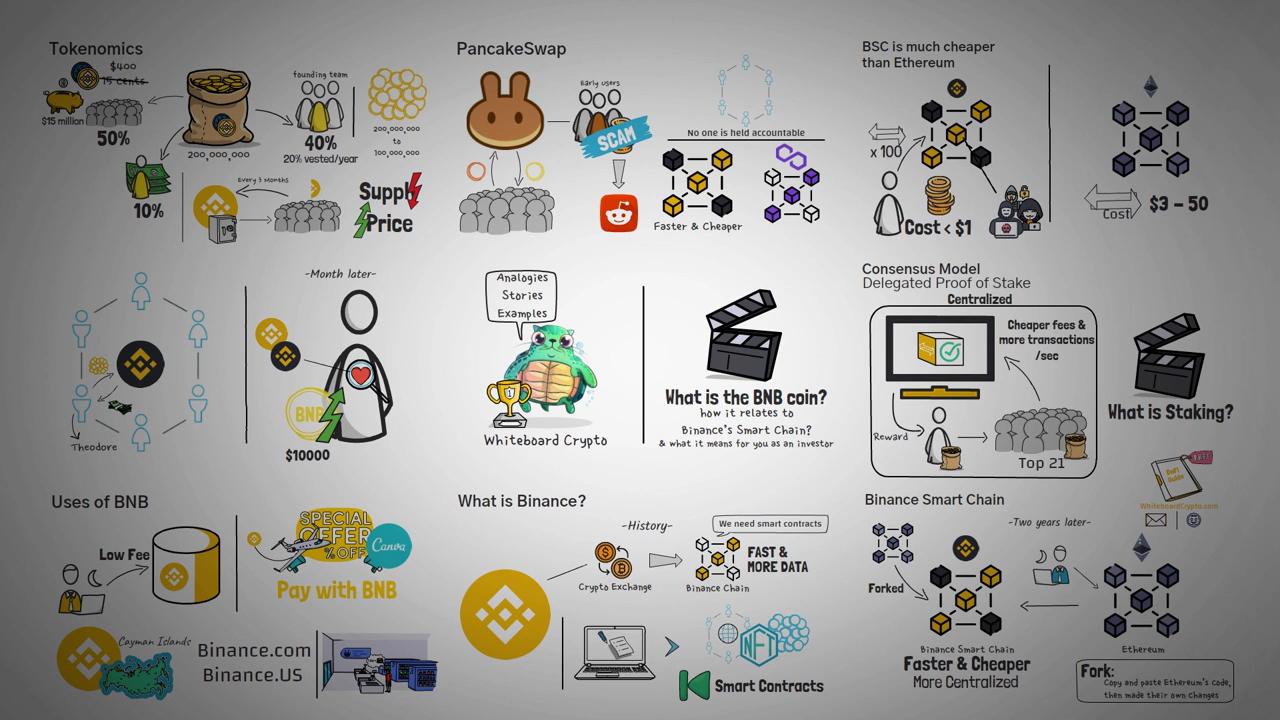 Tokenomics
$400
15 cents
$15 million
50%
200,000,000
founding team
40%
20% vested/year
200,000,000
to
100,000,000
10%
Every 3 Months
Supply
Price
PancakeSwap
Early users
SCAM
No one is held accountable
Faster & Cheaper
BSC is much cheaper
than Ethereum
x 100
Cost < $1
Cost
$3 – 50
Theodore
-Month later-
BNB
$10000
Analogies
Stories
Examples
1
Whiteboard Crypto
What is the BNB coin?
how it relates to
Binance's Smart Chain?
& what it means for you as an investor
Consensus Model
Delegated Proof of Stake
Centralized
Cheaper fees &
more transactions
/sec
Reward
Top 21
What is Staking?
DeFi
Guide
FREE
WhiteboardCrypto.com
Uses of BNB
Low Fee
SPECIAL
OFFER
% OFF
Canva
Pay with BNB
Cayman Islands
Binance.com
Binance.US
What is Binance?
-History-
We need smart contracts
Crypto Exchange
Binance Chain
FAST &
MORE DATA
NFT
Smart Contracts
Binance Smart Chain
-Two years later-
Forked
Binance Smart Chain
Faster & Cheaper
More Centralized
Ethereum
Fork:
Copy and paste Ethereum's Code,
then made their own changes